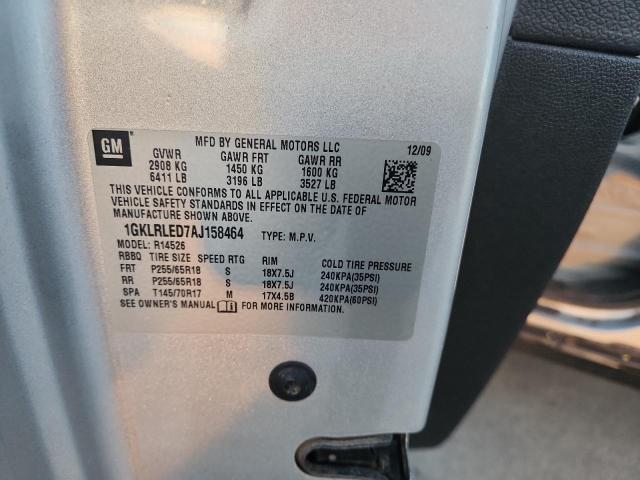 GM
MFD BY GENERAL MOTORS LLC 12/09
GVWR GAWR FRT GAWR RR
2908 KG 1450 KG 1600 KG
6411 LB 3196 LB 3527 LB
THIS VEHICLE CONFORMS TO ALL APPLICABLE U.S. FEDERAL MOTOR
VEHICLE SAFETY STANDARDS IN EFFECT ON THE DATE OF
MANUFACTURE SHOWN ABOVE.
1GKLRLED7AJ158464 TYPE: M.P.V.
MODEL: R14526
RBBQ TIRE SIZE SPEED RTG RIM COLD TIRE PRESSURE
FRT P255/65R18 S 18X7.5J 240KPA(35PSI)
RR P255/65R18 S 18X7.5J 240KPA(35PSI)
SPA T145/70R17 M 17X4.5B 420KPA(60PSI)
SEE OWNER'S MANUAL FOR MORE INFORMATION.